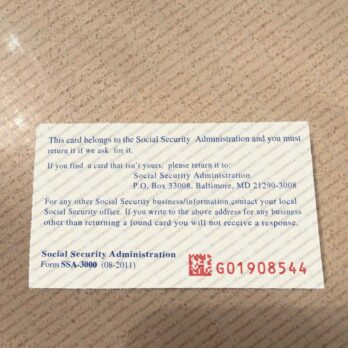 This card belongs to the Social Security Administration and you must
return it if we ask for it.
If you find a card that isn't yours, please return it to:
Social Security Administration
P.O. Box 33008, Baltimore, MD 21290-3008
For any other Social Security business/information, contact your local
Social Security office. If you write to the above address for any business
other than returning a found card you will not receive a response.
Social Security Administration
Form SSA-3000 (08-2011)
G01908544